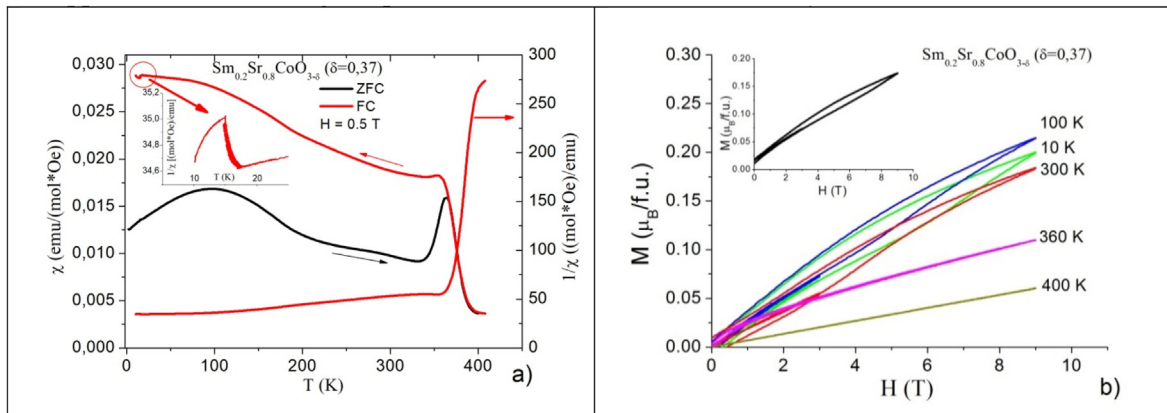 Sm0.2Sr0.8CoO3-δ (δ=0,37)
ZFC
FC
H = 0.5 T
χ (emu/(mol*Oe))
0,030
0,025
0,020
0,015
0,010
0,005
0,000
0 100 200 300 400
T (K)
300
250
200
150
100
50
0
1/χ ((mol*Oe)/emu)
1/χ [(mol*Oe)/emu]
35,2
35,0
34,8
34,6
10 20
T (K)
a)
Sm0.2Sr0.8CoO3-δ (δ=0,37)
M (μB/f.u.)
0.30
0.25
0.20
0.15
0.10
0.05
0.00
0 2 4 6 8 10
H (T)
M (μB/f.u.)
0.20
0.15
0.10
0.05
0.00
0 2 4 6 8 10
H (T)
100 K
10 K
300 K
360 K
400 K
b)